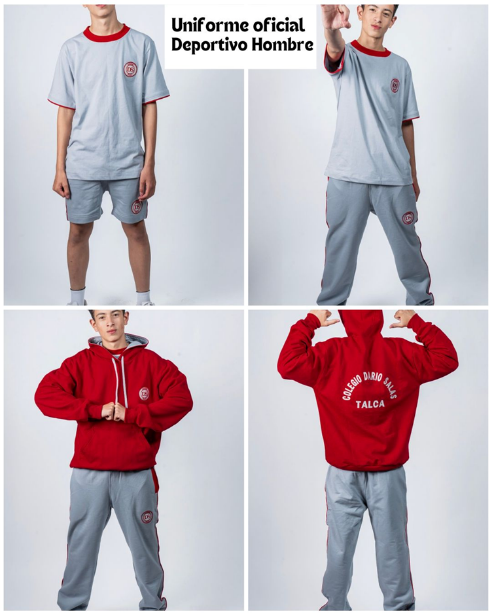 Uniforme oficial
Deportivo Hombre
COLEGIO DARIO SALAS
TALCA